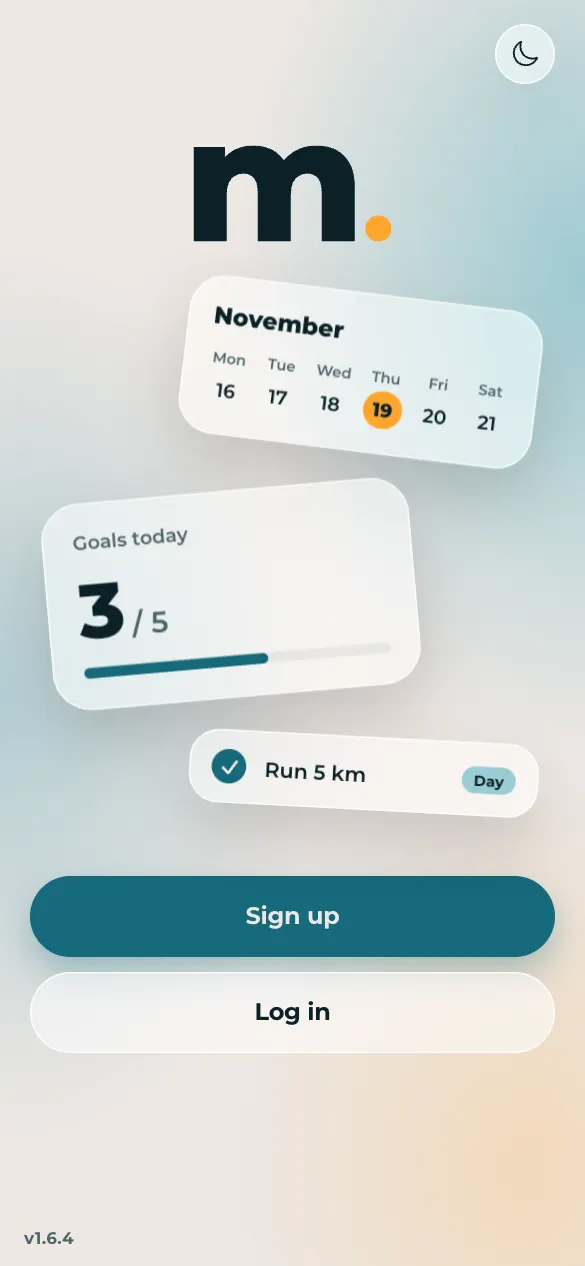 m.
November
Mon Tue Wed Thu Fri Sat
16 17 18 19 20 21
Goals today
3 / 5
Run 5 km Day
Sign up
Log in
v1.6.4